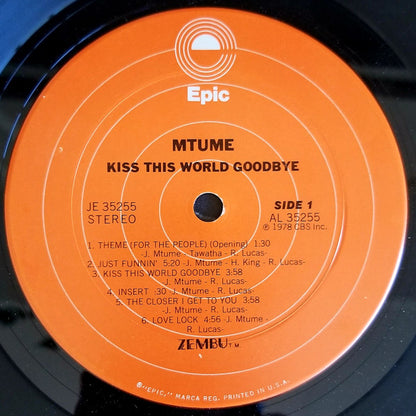 Epic
MTUME
KISS THIS WORLD GOODBYE
JE 35255
STEREO
SIDE 1
AL 35255
℗ 1978 CBS Inc.
1. THEME (FOR THE PEOPLE) (Opening) 1:30
-J. Mtume - Tawatha - R. Lucas-
2. JUST FUNNIN' 5:20 -J. Mtume - H. King - R. Lucas-
3. KISS THIS WORLD GOODBYE 3:58
-J. Mtume - R. Lucas-
4. INSERT :30 -J. Mtume - R. Lucas-
5. THE CLOSER I GET TO YOU 3:58
-J. Mtume - R. Lucas-
6. LOVE LOCK 4:56 -J. Mtume -
R. Lucas-
ZEMBU T.M.
® "EPIC," MARCA REG. PRINTED IN U.S.A.